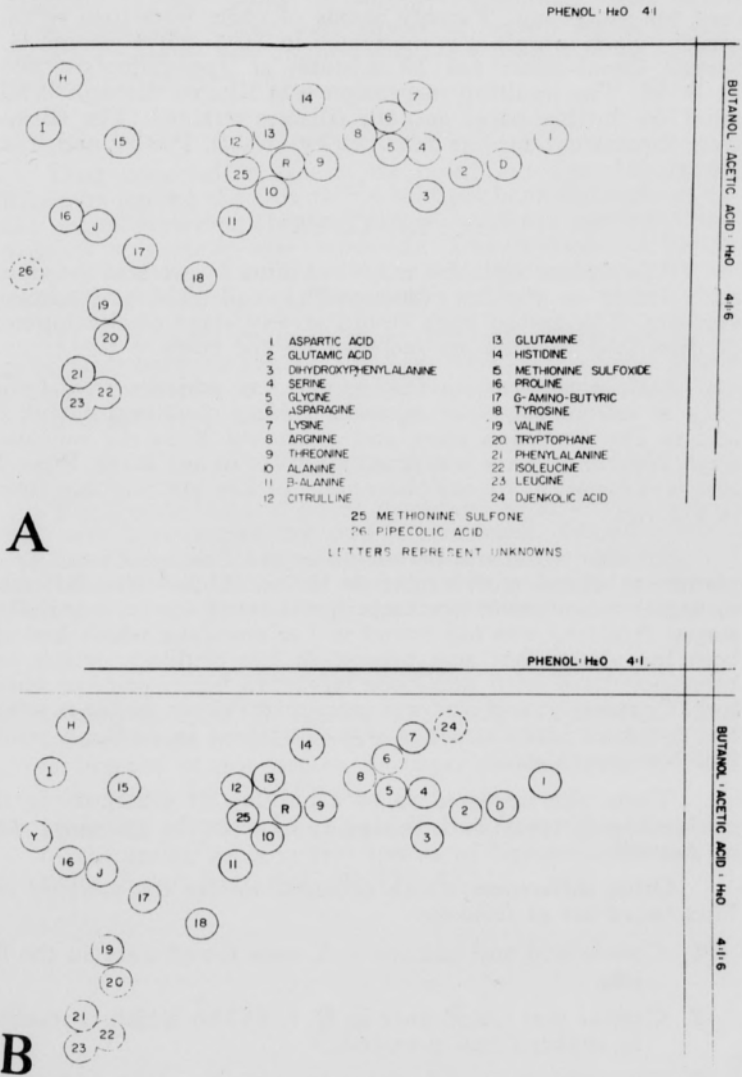 PHENOL : H2O 4:1
H
7
14
6
I
13
8
1
15
12
5
4
R
9
D
25
2
10
3
16
J
11
17
26
18
19
20
21
22
23
BUTANOL : ACETIC ACID : H2O 4:1:6
1 ASPARTIC ACID
2 GLUTAMIC ACID
3 DIHYDROXYPHENYLALANINE
4 SERINE
5 GLYCINE
6 ASPARAGINE
7 LYSINE
8 ARGININE
9 THREONINE
10 ALANINE
11 B-ALANINE
12 CITRULLINE
13 GLUTAMINE
14 HISTIDINE
15 METHIONINE SULFOXIDE
16 PROLINE
17 G-AMINO-BUTYRIC
18 TYROSINE
19 VALINE
20 TRYPTOPHANE
21 PHENYLALANINE
22 ISOLEUCINE
23 LEUCINE
24 DJENKOLIC ACID
25 METHIONINE SULFONE
26 PIPECOLIC ACID
LETTERS REPRESENT UNKNOWNS
A
PHENOL : H2O 4:1
H
7
24
14
6
I
13
8
1
15
12
5
4
R
9
D
25
2
Y
10
3
16
J
11
17
18
19
20
21
22
23
BUTANOL : ACETIC ACID : H2O 4:1:6
B